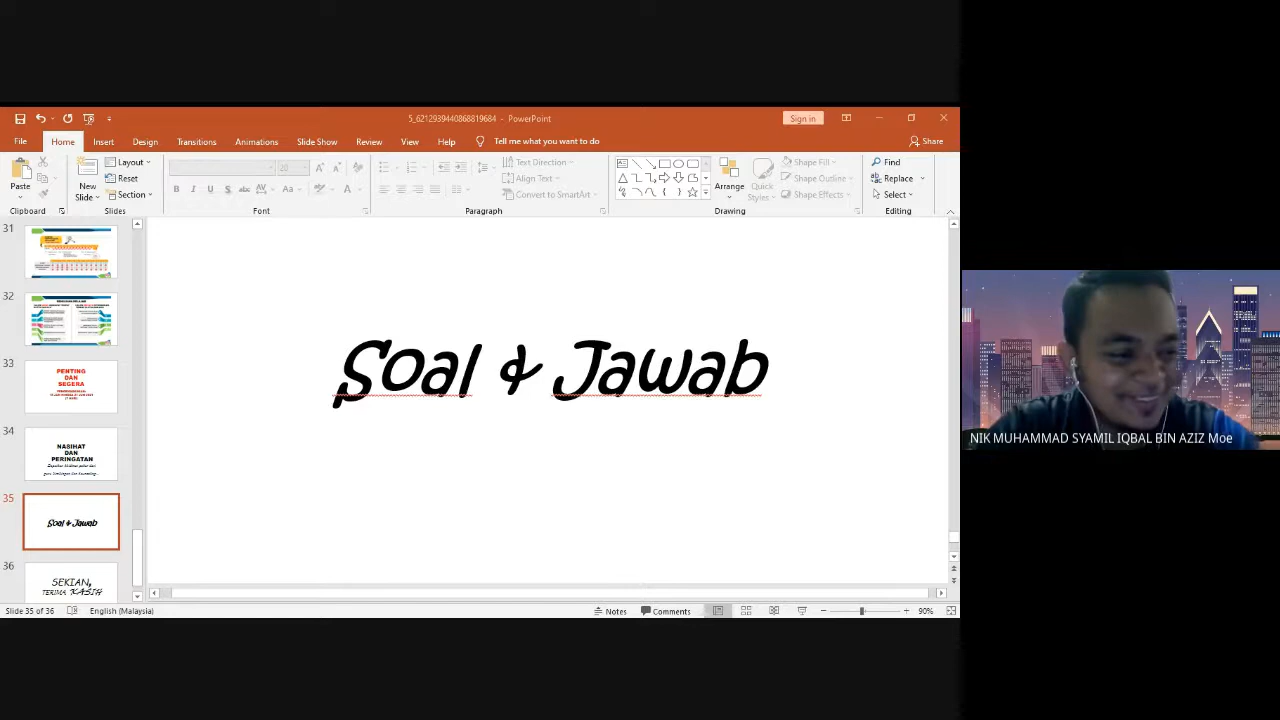 5_6212939440868819684 - PowerPoint
Sign in
File Home Insert Design Transitions Animations Slide Show Review View Help Tell me what you want to do
Share
Paste
New
Slide
Layout
Reset
Section
20
B I U S abc AV Aa A
Text Direction
Align Text
Convert to SmartArt
Arrange
Quick
Styles
Shape Fill
Shape Outline
Shape Effects
Find
Replace
Select
Clipboard Slides Font Paragraph Drawing Editing
31
32
33
PENTING
DAN
SEGERA
34
NASIHAT
DAN
PERINGATAN
35
Soal & Jawab
36
SEKIAN,
TERIMA KASIH
Soal & Jawab
NIK MUHAMMAD SYAMIL IQBAL BIN AZIZ Moe
Slide 35 of 36 English (Malaysia) Notes Comments 90%